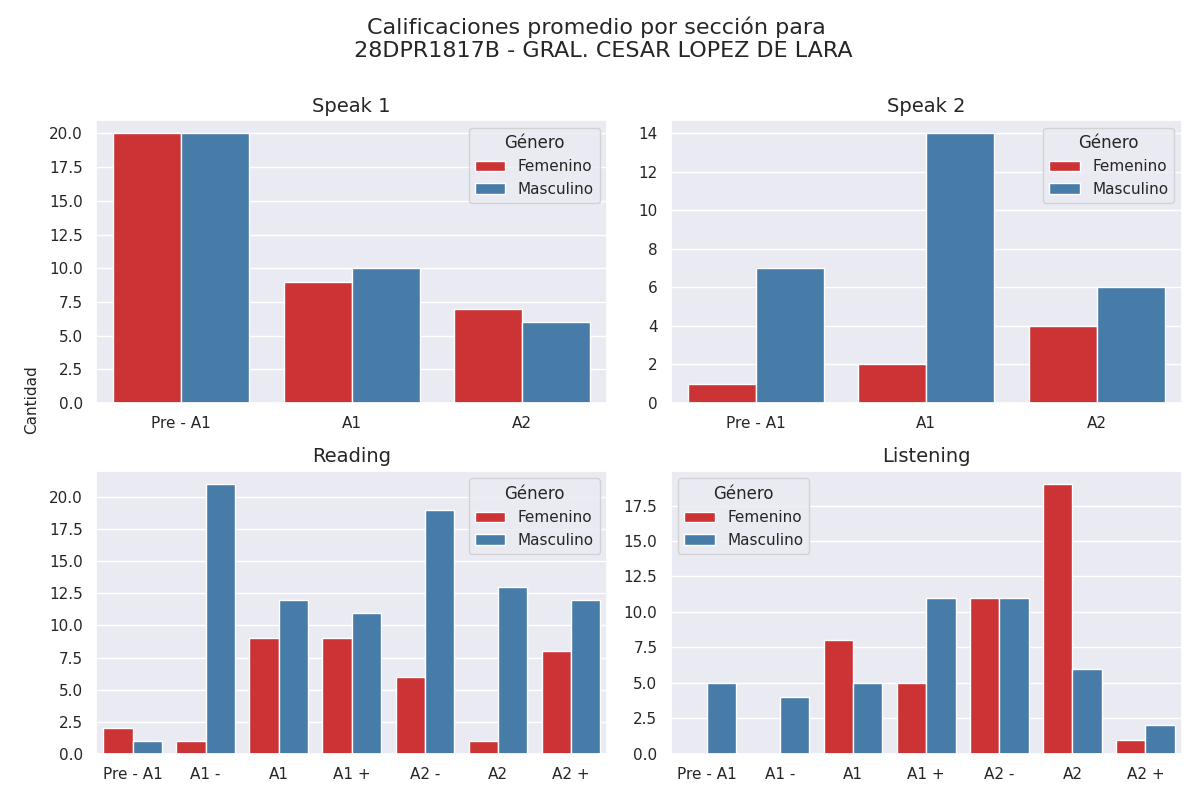 Calificaciones promedio por sección para
28DPR1817B - GRAL. CESAR LOPEZ DE LARA
Speak 1
20.0
17.5
15.0
12.5
10.0
7.5
5.0
2.5
0.0
Género
Femenino
Masculino
Pre - A1
A1
A2
Speak 2
14
12
10
8
6
4
2
0
Género
Femenino
Masculino
Pre - A1
A1
A2
Cantidad
Reading
20.0
17.5
15.0
12.5
10.0
7.5
5.0
2.5
0.0
Género
Femenino
Masculino
Pre - A1
A1 -
A1
A1 +
A2 -
A2
A2 +
Listening
17.5
15.0
12.5
10.0
7.5
5.0
2.5
0.0
Género
Femenino
Masculino
Pre - A1
A1 -
A1
A1 +
A2 -
A2
A2 +